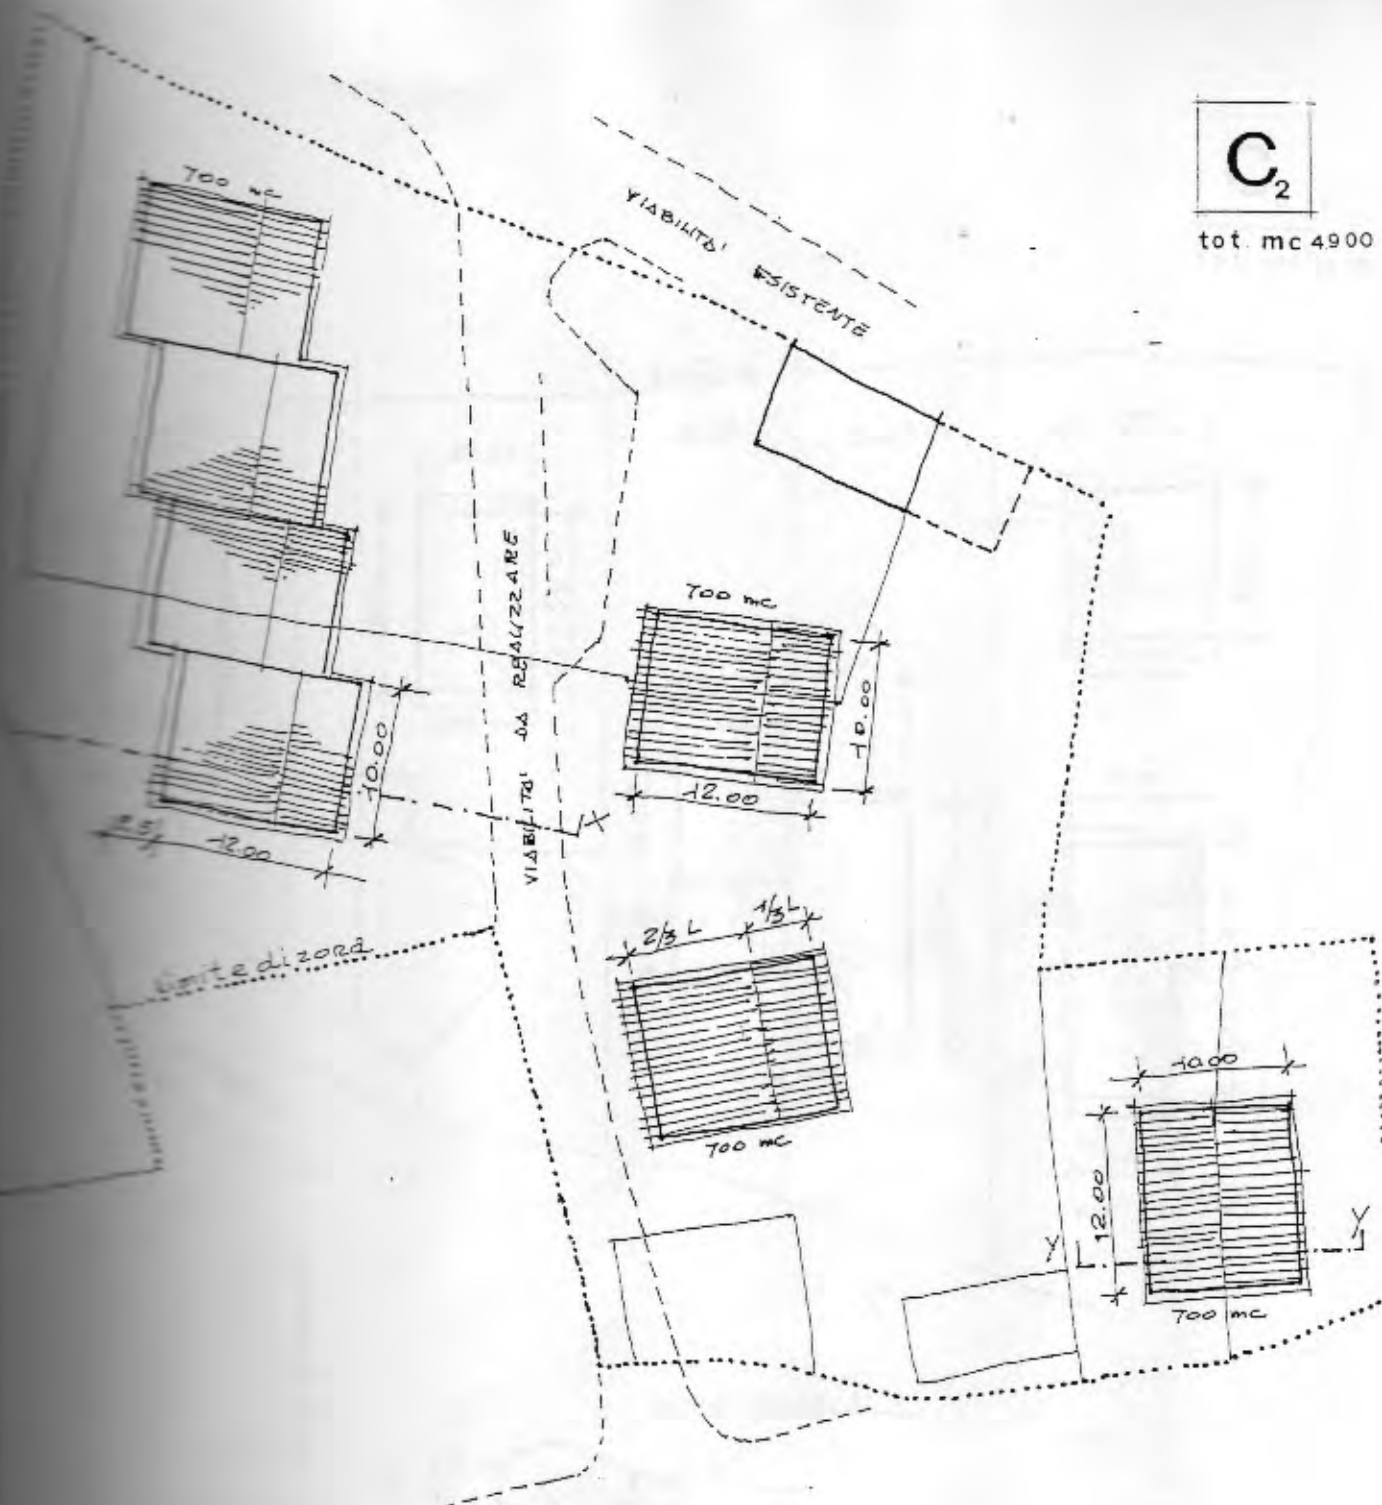 C₂
tot. mc 4900
700 mc
VIABILITA' ESISTENTE
VIABILITA' DA REALIZZARE
700 mc
10.00
12.00
10.00
12.00
X
limite di zona
2/3 L
1/3 L
700 mc
10.00
12.00
Y
Y
700 mc